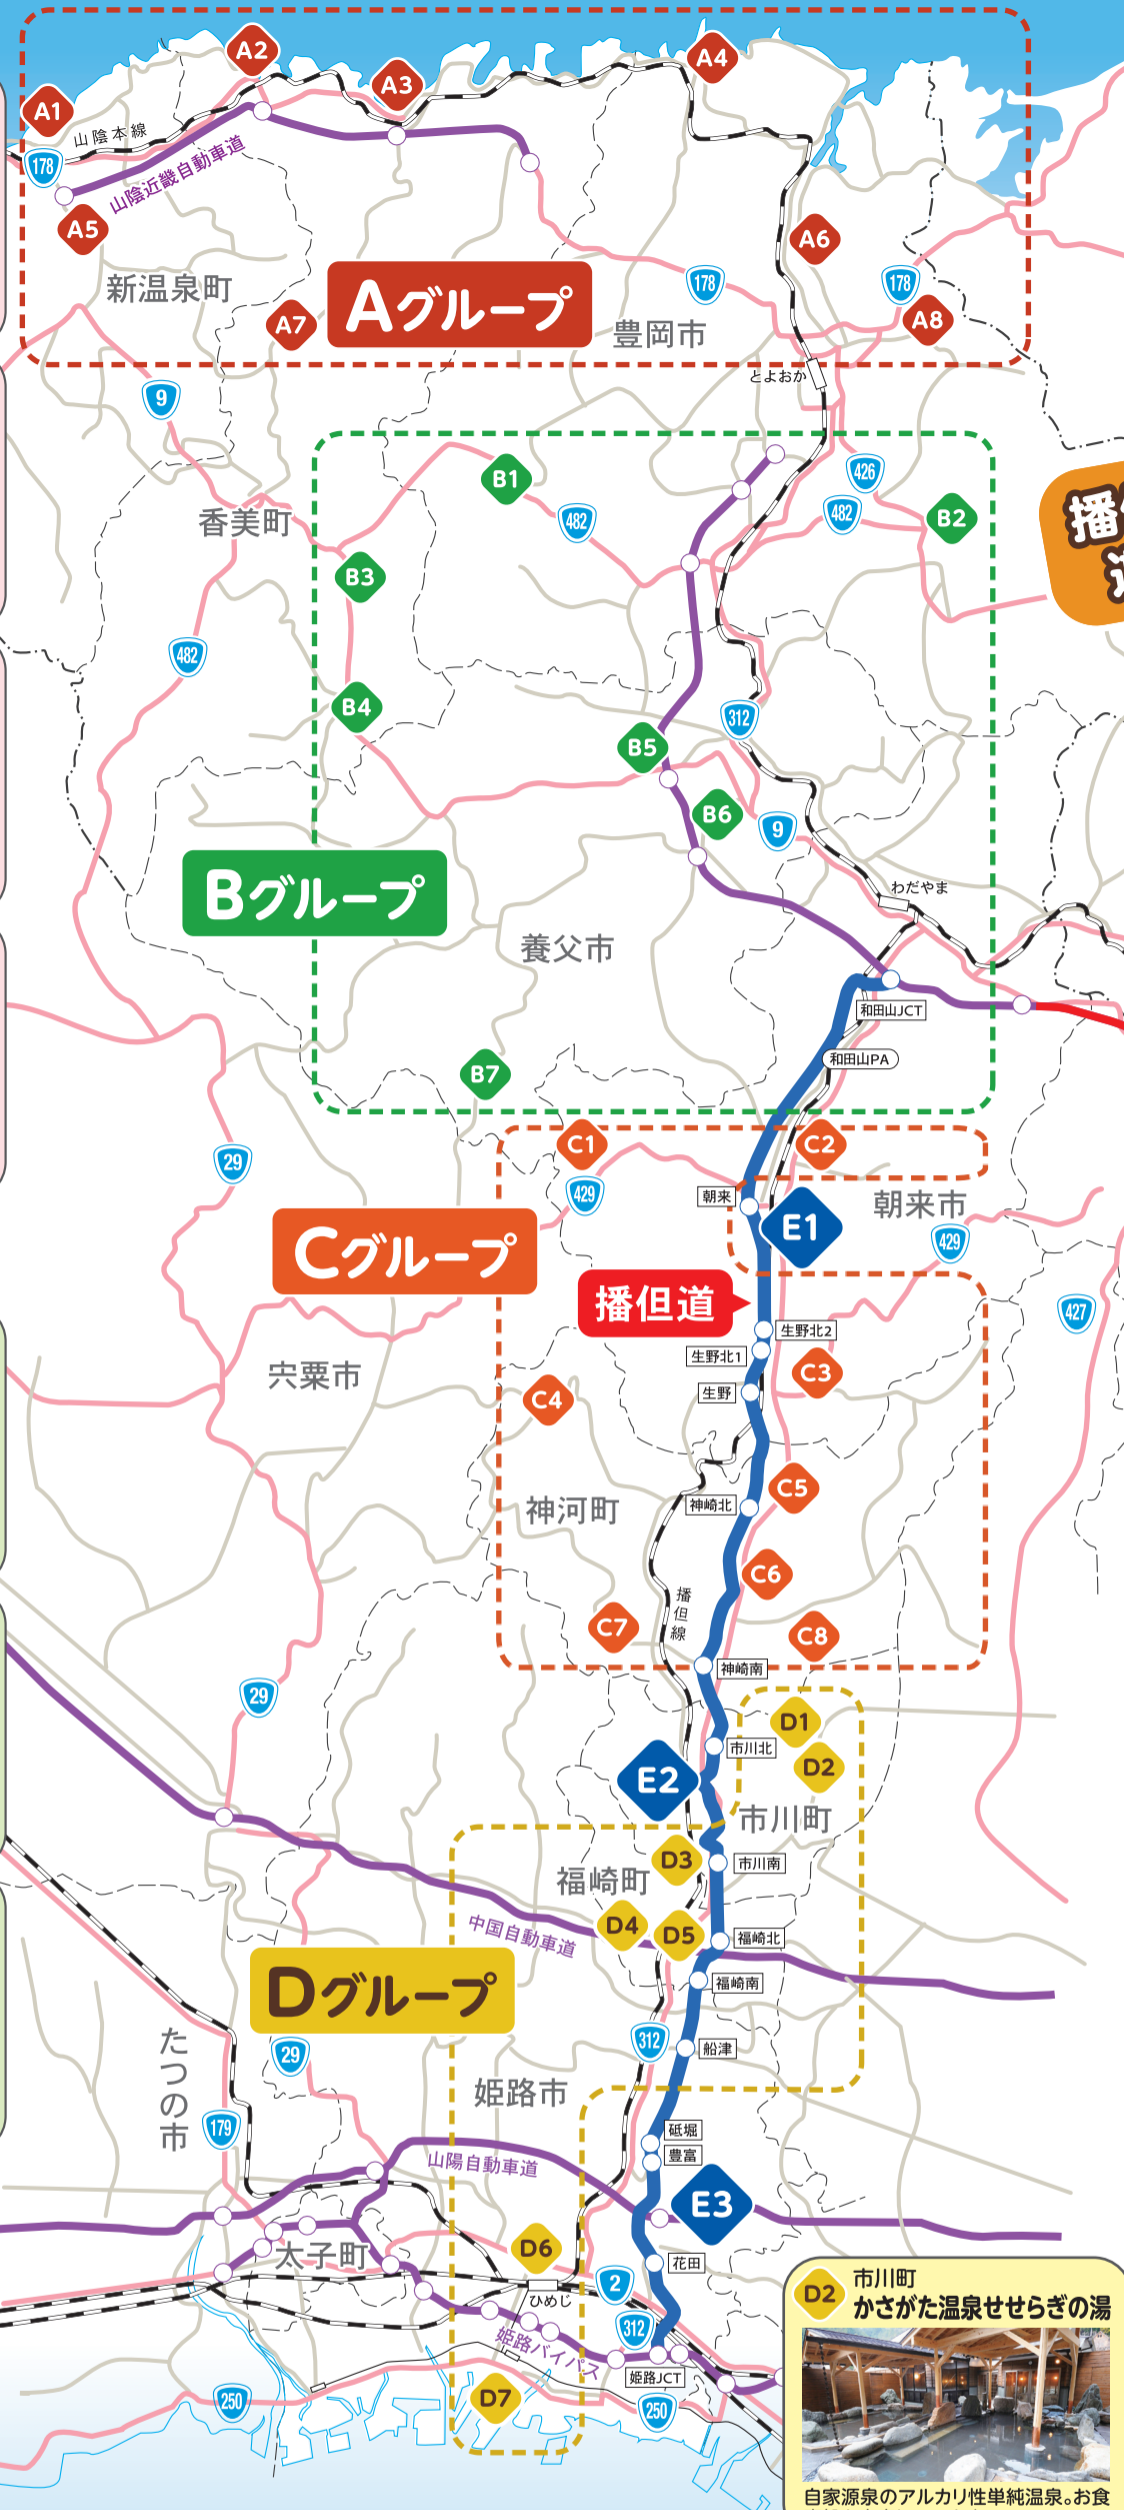 A1
A2
A3
A4
山陰本線
178
山陰近畿自動車道
A5
新温泉町
A7
Aグループ
豊岡市
178
178
A6
A8
とよおか
9
香美町
482
B1
482
426
482
B2
播
B3
B4
312
B5
B6
9
Bグループ
わだやま
養父市
和田山JCT
和田山PA
B7
29
C1
C2
429
朝来
朝来市
E1
429
Cグループ
播但道
427
生野北2
生野北1
C3
宍粟市
C4
生野
神河町
神崎北
C5
C6
播但線
C7
C8
神崎南
29
D1
市川北
D2
E2
市川町
D3
市川南
福崎町
中国自動車道
D4
D5
福崎北
Dグループ
福崎南
312
船津
たつの市
29
姫路市
179
砥堀
豊富
山陽自動車道
E3
D6
太子町
花田
2
ひめじ
312
姫路バイパス
姫路JCT
250
D7
250
D2
市川町
かさがた温泉せせらぎの湯
自家源泉のアルカリ性単純温泉。お食